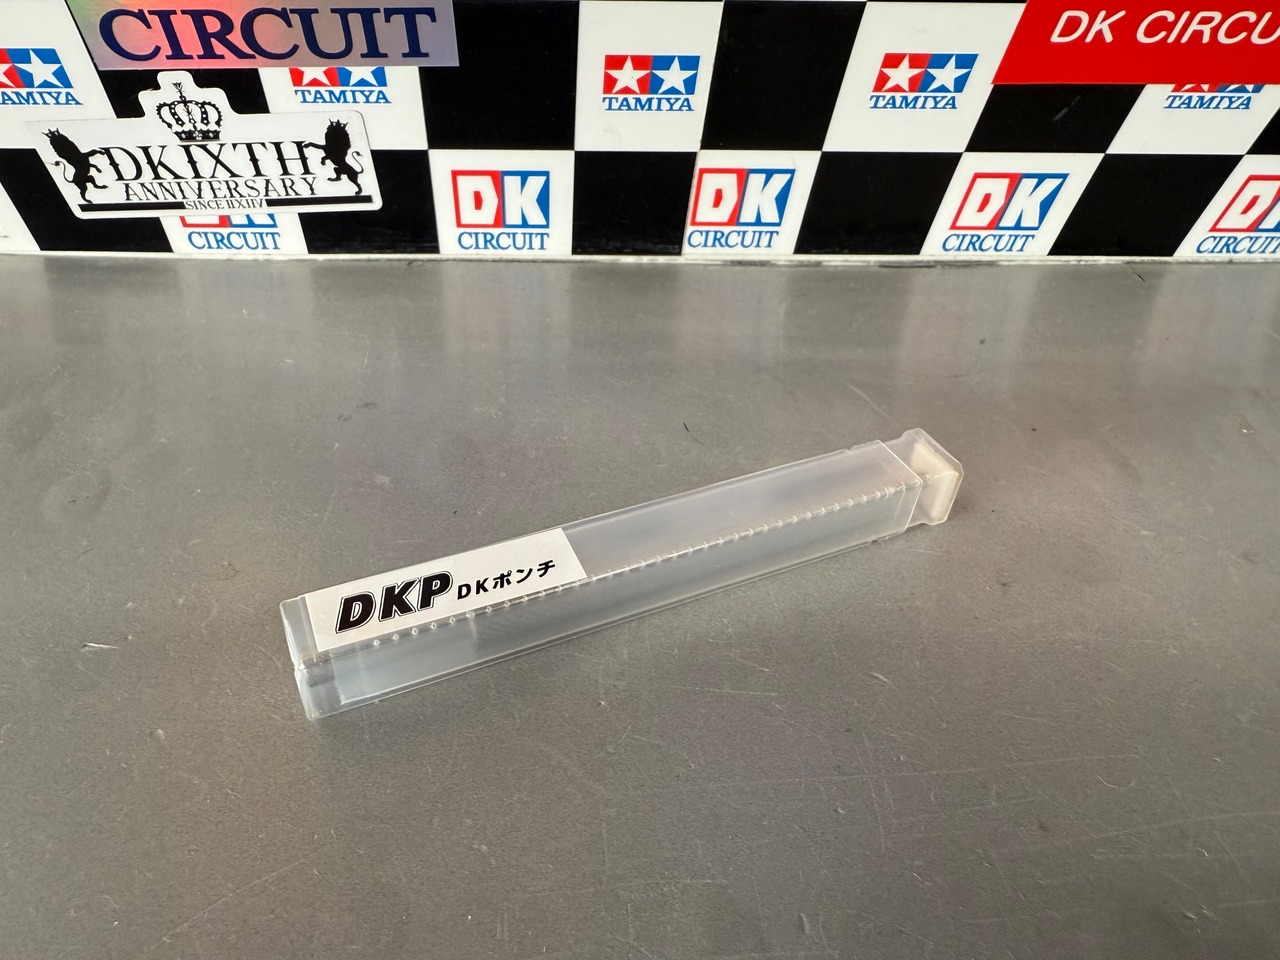 CIRCUIT
DK CIRCU
TAMIYA
TAMIYA
TAMIYA
TAMIYA
TAMIYA
DKIXTH
ANNIVERSARY
SINCE IIXIIV
CIRCUIT
DK
CIRCUIT
DK
CIRCUIT
DK
CIRCUIT
D
CIRCUIT
DKP DKポンチ